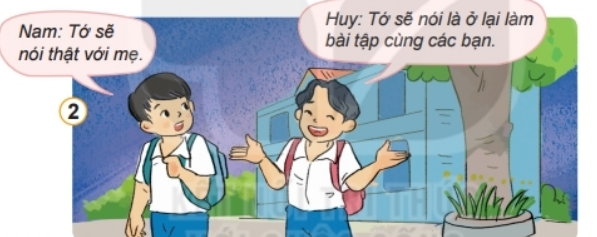 Nam: Tớ sẽ
nói thật với mẹ.
Huy: Tớ sẽ nói là ở lại làm
bài tập cùng các bạn.
2